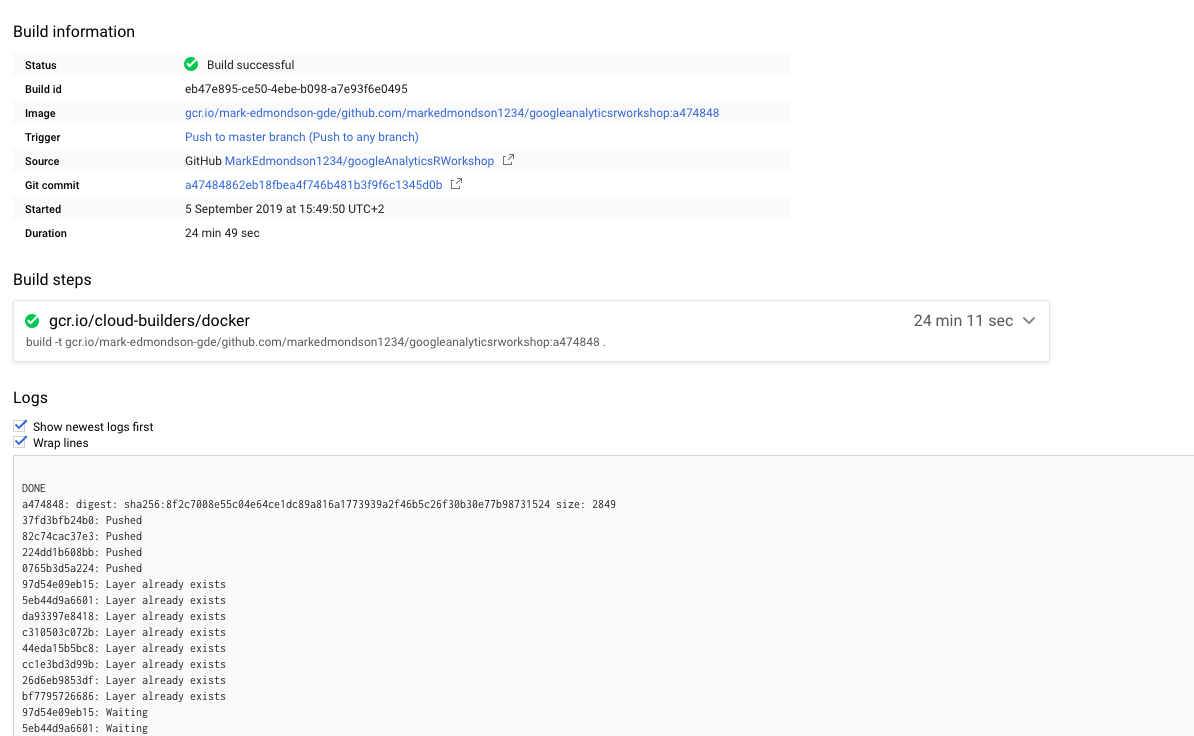 Build information
Status Build successful
Build id eb47e895-ce50-4ebe-b098-a7e93f6e0495
Image gcr.io/mark-edmondson-gde/github.com/markedmondson1234/googleanalyticsrworkshop:a474848
Trigger Push to master branch (Push to any branch)
Source GitHub MarkEdmondson1234/googleAnalyticsRWorkshop
Git commit a47484862eb18fbea4f746b481b3f9f6c1345d0b
Started 5 September 2019 at 15:49:50 UTC+2
Duration 24 min 49 sec
Build steps
gcr.io/cloud-builders/docker 24 min 11 sec
build -t gcr.io/mark-edmondson-gde/github.com/markedmondson1234/googleanalyticsrworkshop:a474848 .
Logs
Show newest logs first
Wrap lines
DONE
a474848: digest: sha256:8f2c7008e55c04e64ce1dc89a816a1773939a2f46b5c26f30b30e77b98731524 size: 2849
37fd3bfb24b0: Pushed
82c74cac37e3: Pushed
224dd1b608bb: Pushed
0765b3d5a224: Pushed
97d54e09eb15: Layer already exists
5eb44d9a6601: Layer already exists
da93397e8418: Layer already exists
c310503c072b: Layer already exists
44eda15b5bc8: Layer already exists
cc1e3bd3d99b: Layer already exists
26d6eb9853df: Layer already exists
bf7795726686: Layer already exists
97d54e09eb15: Waiting
5eb44d9a6601: Waiting